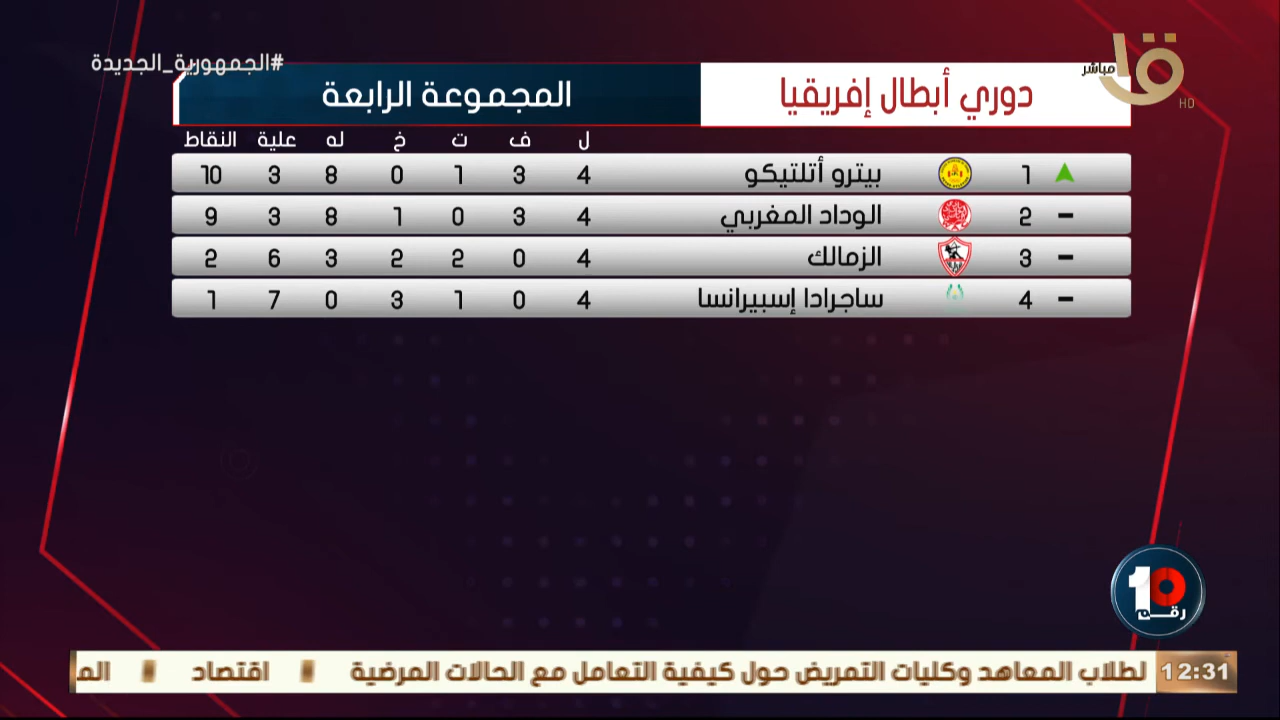 #الجمهورية_الجديدة
مباشر
HD
دوري أبطال إفريقيا المجموعة الرابعة
ل ف ت خ له علية النقاط
1 بيترو أتلتيكو 4 3 1 0 8 3 10
2 الوداد المغربي 4 3 0 1 8 3 9
3 الزمالك 4 0 2 2 3 6 2
4 ساجرادا إسبيرانسا 4 0 1 3 0 7 1
رقم 10
12:31 لطلاب المعاهد وكليات التمريض حول كيفية التعامل مع الحالات المرضية اقتصاد